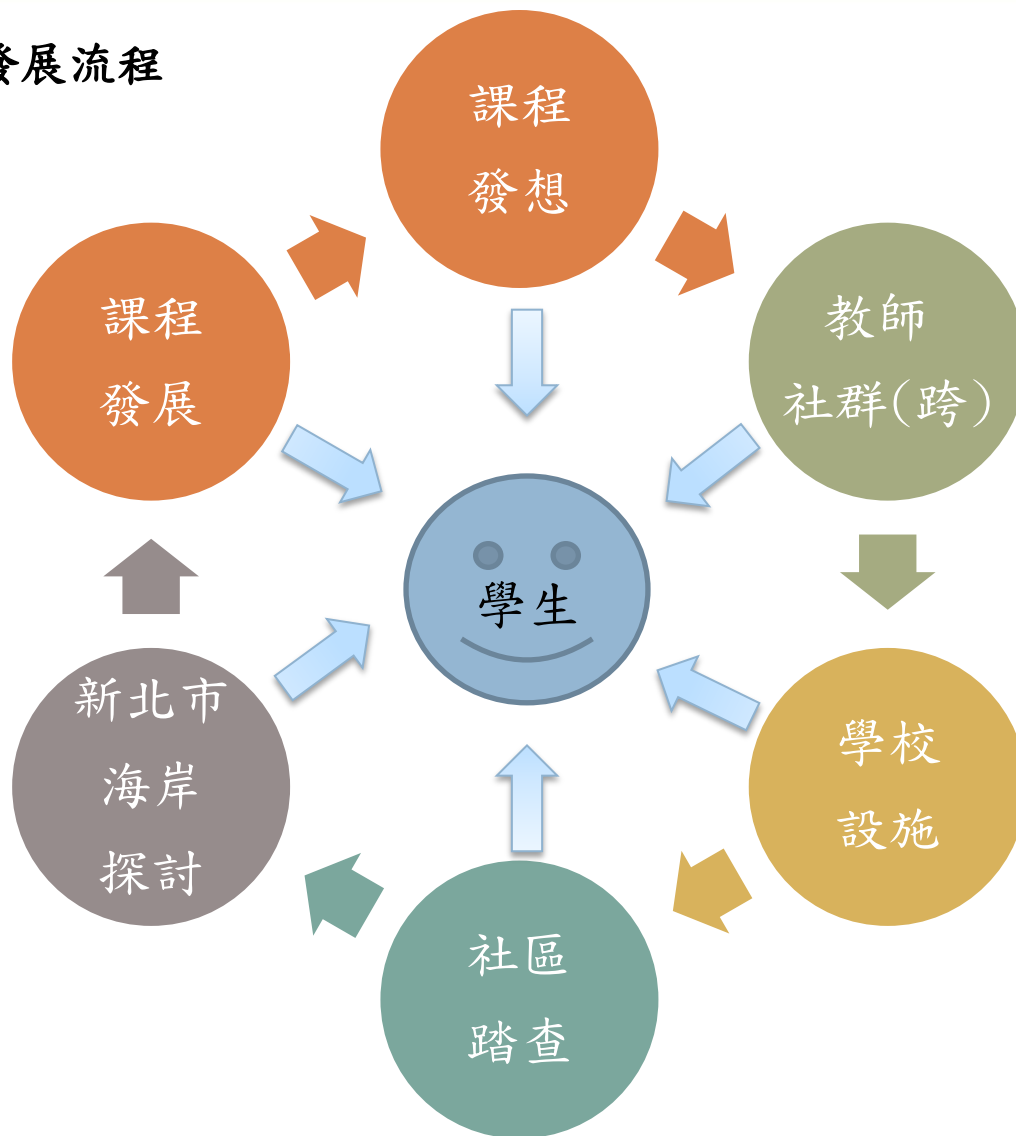 發展流程
課程
發想
教師
社群(跨)
學校
設施
社區
踏查
新北市
海岸
探討
課程
發展
學生